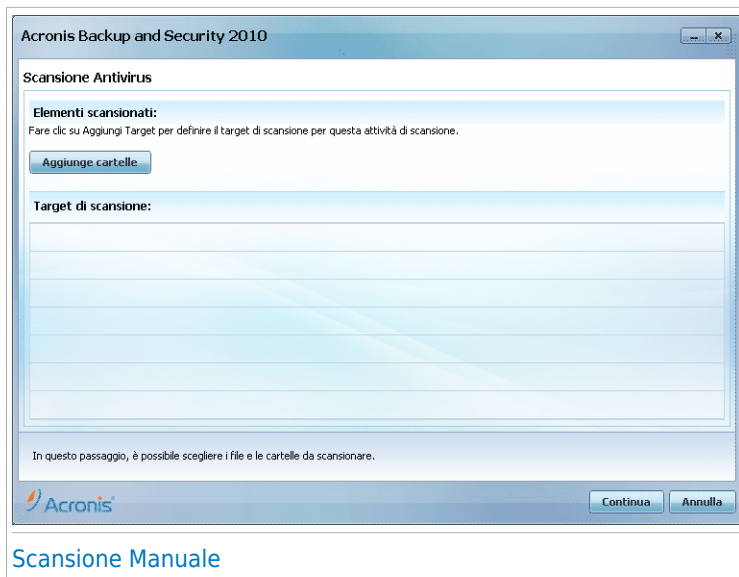 Acronis Backup and Security 2010
Scansione Antivirus
Elementi scansionati:
Fare clic su Aggiungi Target per definire il target di scansione per questa attività di scansione.
Aggiunge cartelle
Target di scansione:
In questo passaggio, è possibile scegliere i file e le cartelle da scansionare.
Acronis
Continua
Annulla
Scansione Manuale